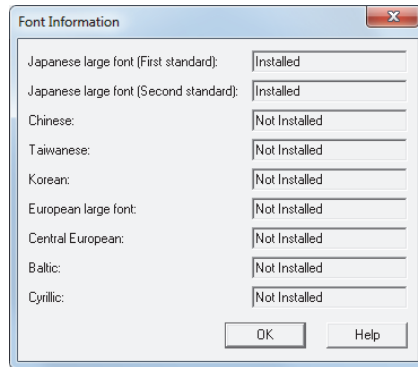 Font Information
Japanese large font (First standard): Installed
Japanese large font (Second standard): Installed
Chinese: Not Installed
Taiwanese: Not Installed
Korean: Not Installed
European large font: Not Installed
Central European: Not Installed
Baltic: Not Installed
Cyrillic: Not Installed
OK Help